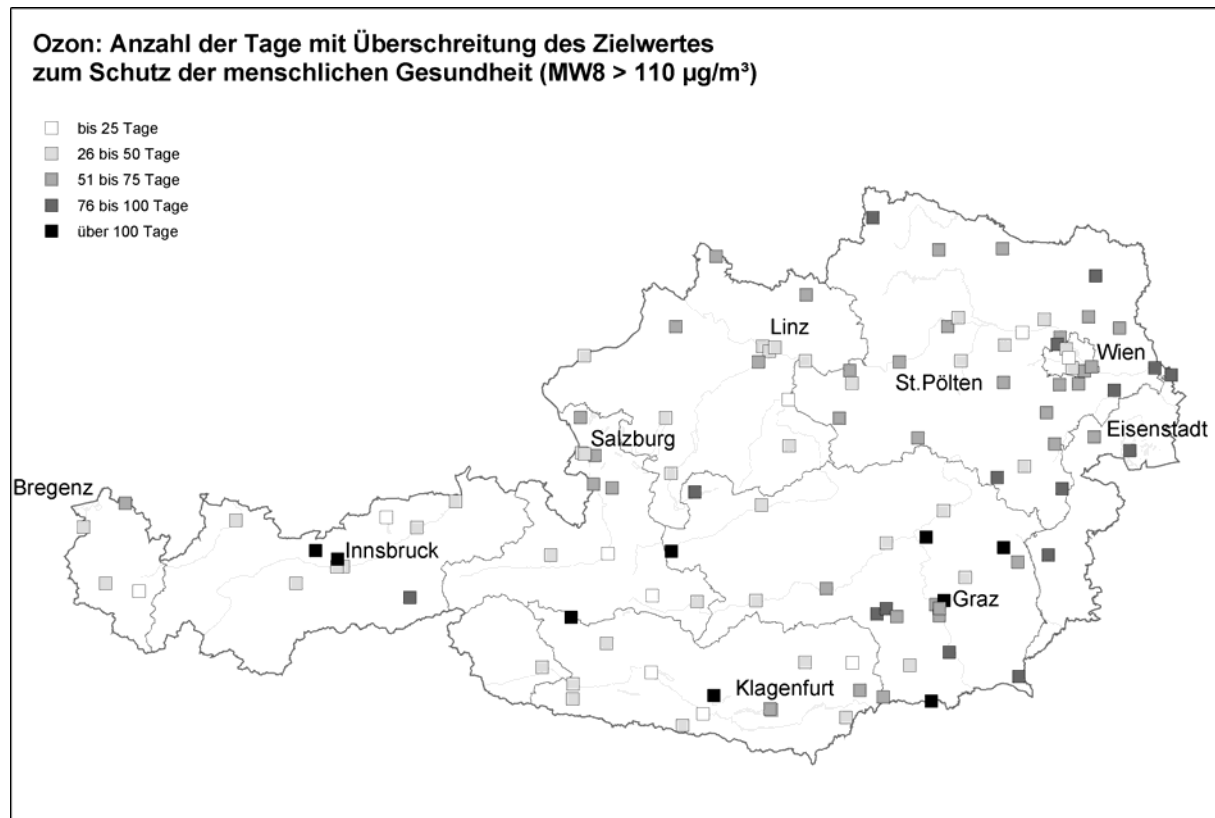 Ozon: Anzahl der Tage mit Überschreitung des Zielwertes
zum Schutz der menschlichen Gesundheit (MW8 > 110 µg/m³)
bis 25 Tage
26 bis 50 Tage
51 bis 75 Tage
76 bis 100 Tage
über 100 Tage
Linz
Wien
St.Pölten
Salzburg
Eisenstadt
Bregenz
Innsbruck
Graz
Klagenfurt